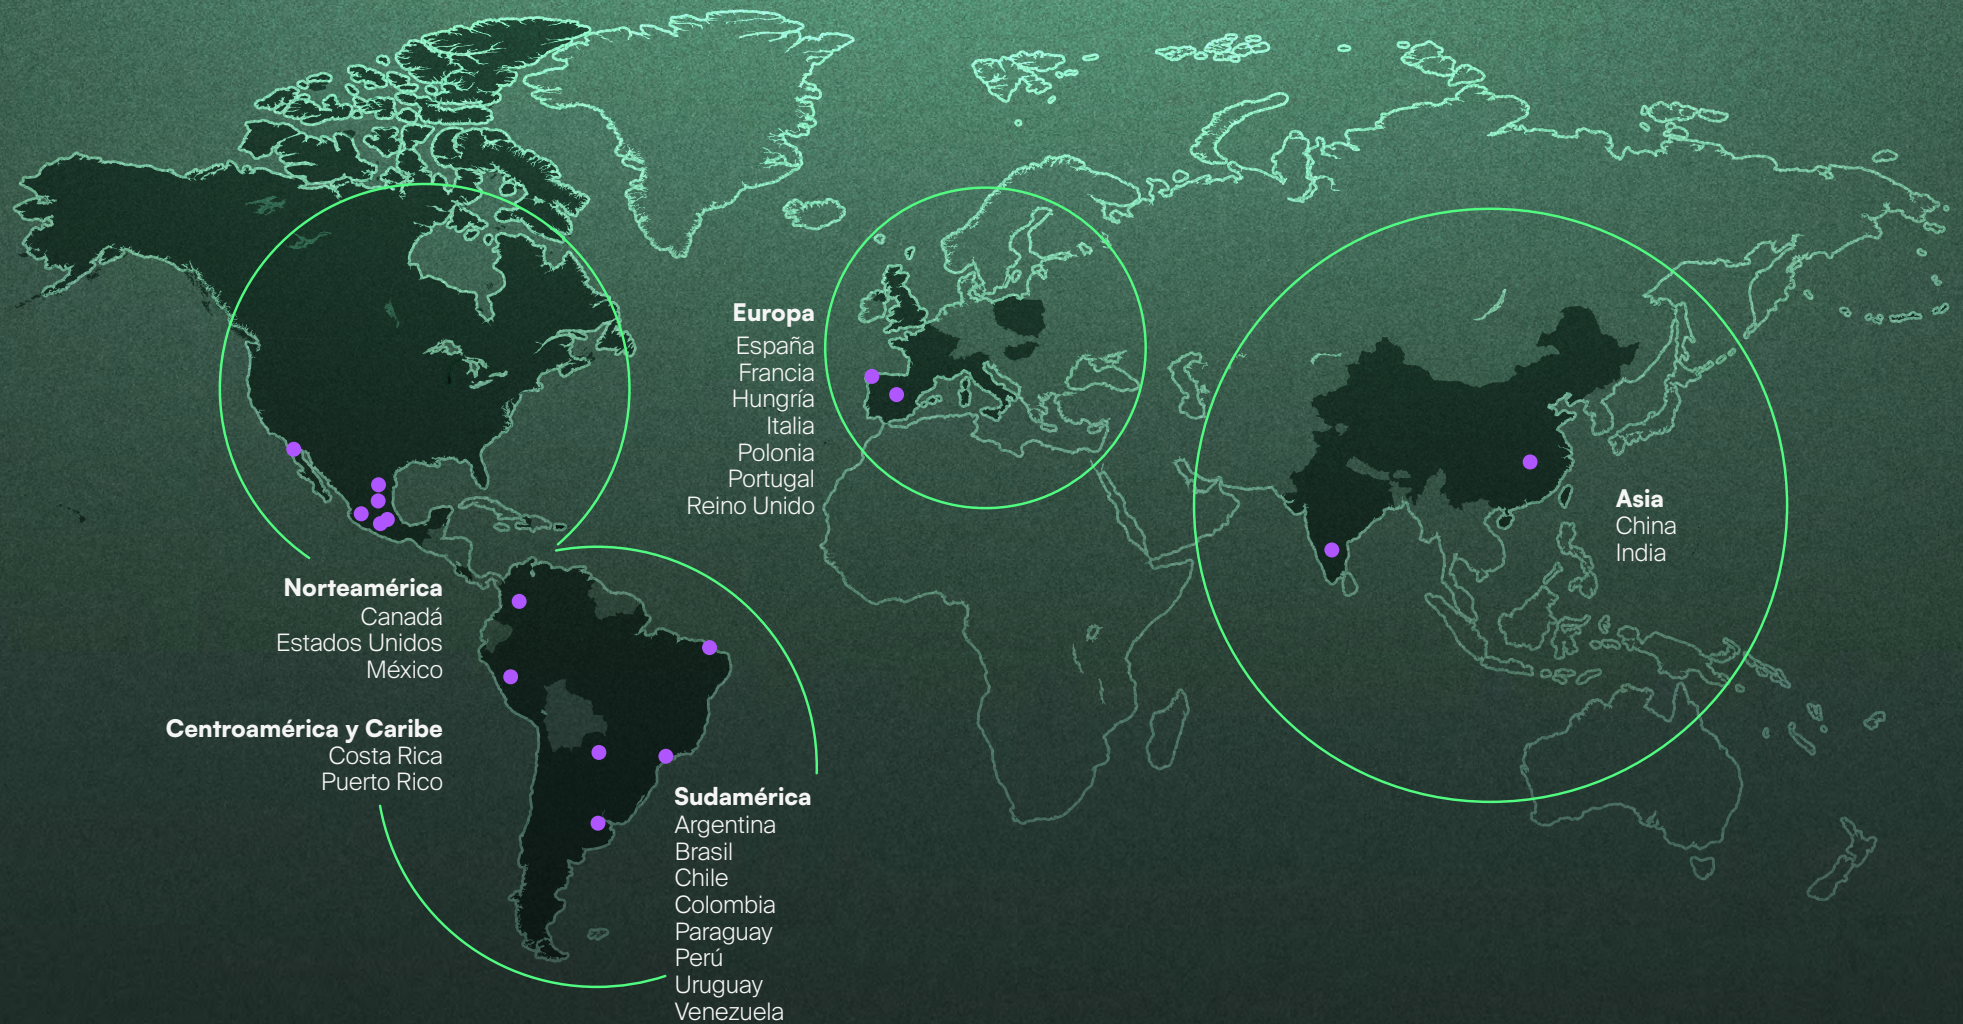 Europa
España
Francia
Hungría
Italia
Polonia
Portugal
Reino Unido
Asia
China
India
Norteamérica
Canadá
Estados Unidos
México
Centroamérica y Caribe
Costa Rica
Puerto Rico
Sudamérica
Argentina
Brasil
Chile
Colombia
Paraguay
Perú
Uruguay
Venezuela